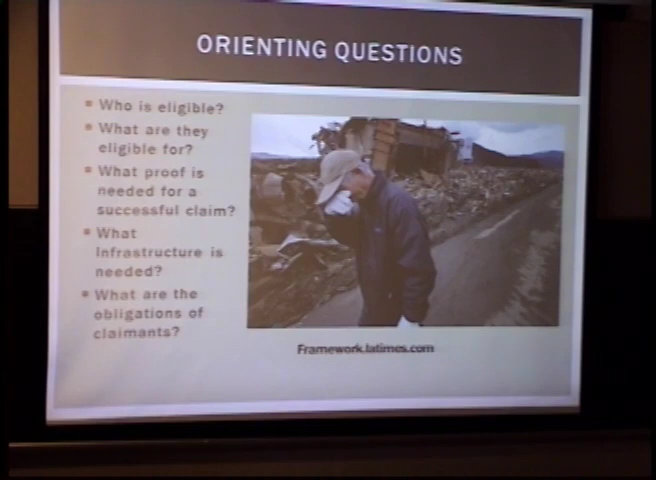 ORIENTING QUESTIONS
Who is eligible?
What are they
eligible for?
What proof is
needed for a
successful claim?
What
Infrastructure is
needed?
What are the
obligations of
claimants?
Framework.latimes.com